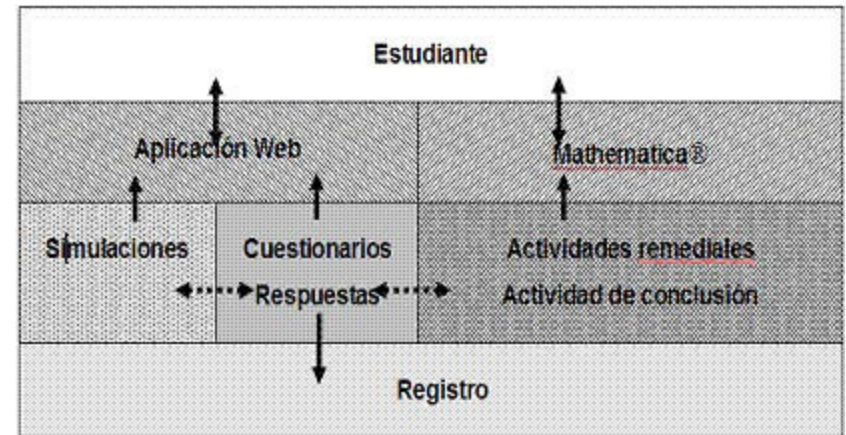 Estudiante
Aplicación Web
Mathematica®
Simulaciones
Cuestionarios
Respuestas
Actividades remediales
Actividad de conclusión
Registro